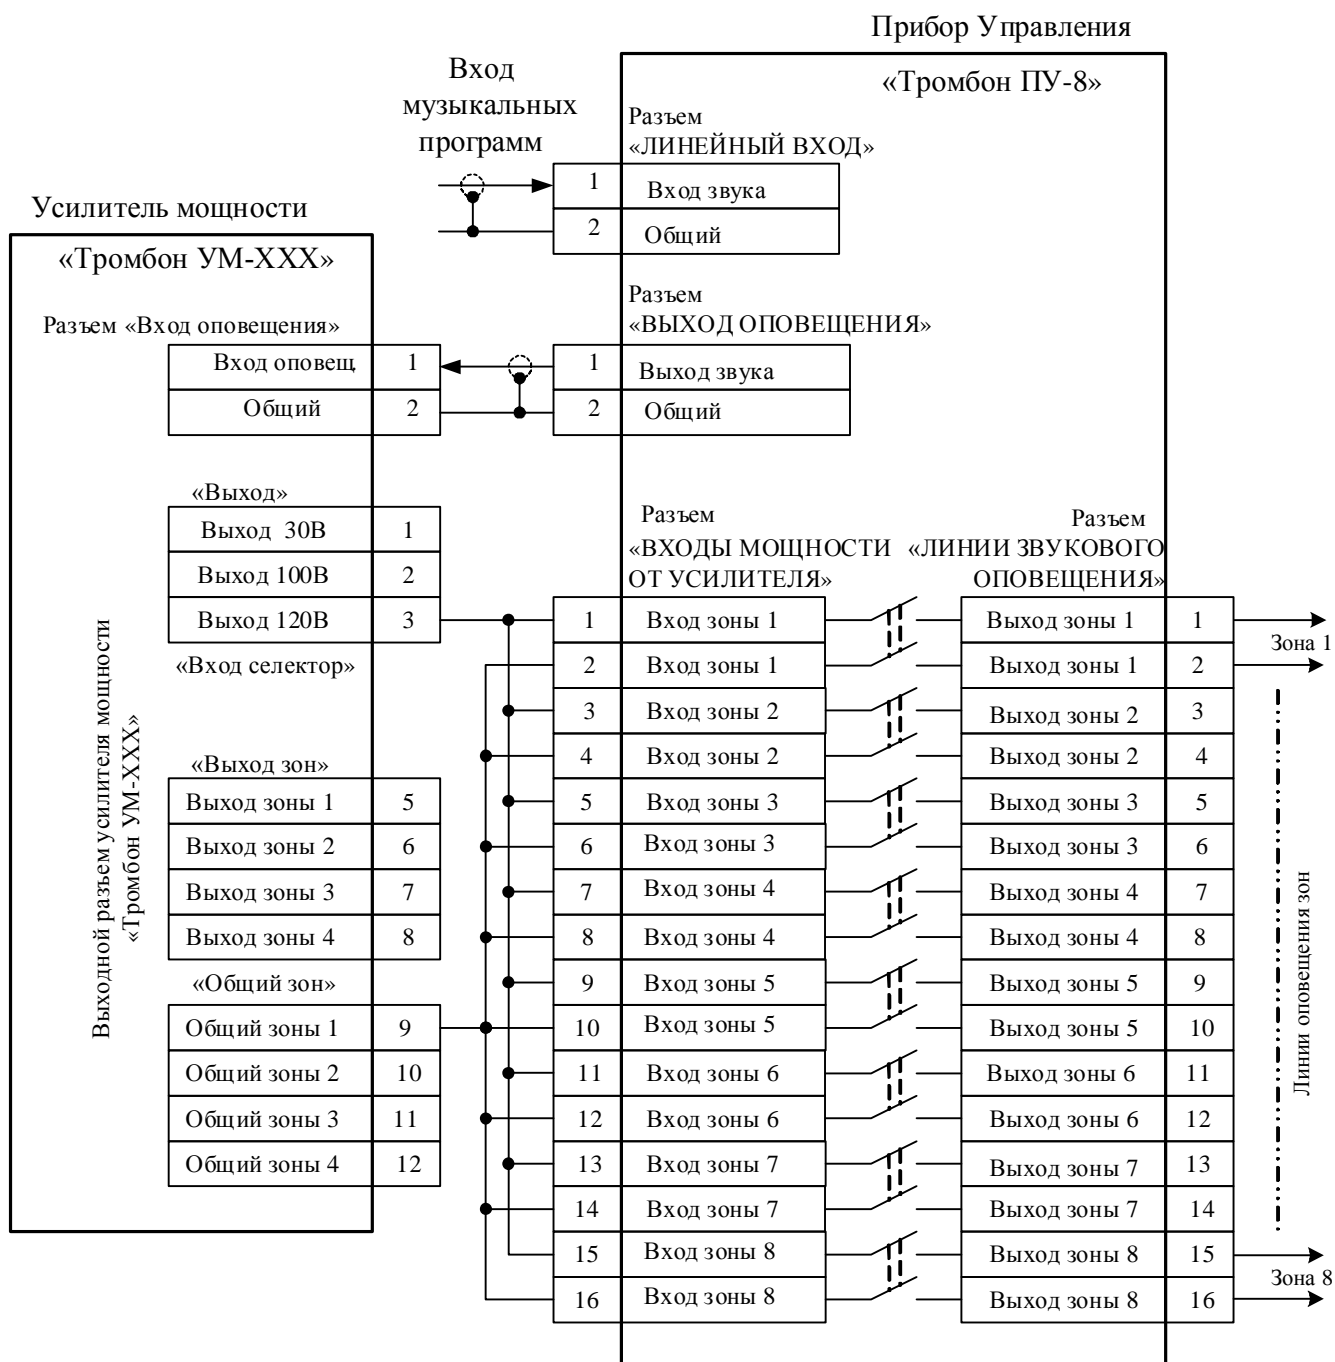 Прибор Управления
«Тромбон ПУ-8»
Вход
музыкальных
программ
Разъем
«ЛИНЕЙНЫЙ ВХОД»
1 Вход звука
2 Общий
Усилитель мощности
«Тромбон УМ-ХХХ»
Разъем «Вход оповещения»
Вход оповещ. 1
Общий 2
Разъем
«ВЫХОД ОПОВЕЩЕНИЯ»
1 Выход звука
2 Общий
«Выход»
Выход 30В 1
Выход 100В 2
Выход 120В 3
«Вход селектор»
«Выход зон»
Выход зоны 1 5
Выход зоны 2 6
Выход зоны 3 7
Выход зоны 4 8
«Общий зон»
Общий зоны 1 9
Общий зоны 2 10
Общий зоны 3 11
Общий зоны 4 12
Выходной разъем усилителя мощности
«Тромбон УМ-ХХХ»
Разъем
«ВХОДЫ МОЩНОСТИ
ОТ УСИЛИТЕЛЯ»
Разъем
«ЛИНИИ ЗВУКОВОГО
ОПОВЕЩЕНИЯ»
1 Вход зоны 1 Выход зоны 1 1
2 Вход зоны 1 Выход зоны 1 2
3 Вход зоны 2 Выход зоны 2 3
4 Вход зоны 2 Выход зоны 2 4
5 Вход зоны 3 Выход зоны 3 5
6 Вход зоны 3 Выход зоны 3 6
7 Вход зоны 4 Выход зоны 4 7
8 Вход зоны 4 Выход зоны 4 8
9 Вход зоны 5 Выход зоны 5 9
10 Вход зоны 5 Выход зоны 5 10
11 Вход зоны 6 Выход зоны 6 11
12 Вход зоны 6 Выход зоны 6 12
13 Вход зоны 7 Выход зоны 7 13
14 Вход зоны 7 Выход зоны 7 14
15 Вход зоны 8 Выход зоны 8 15
16 Вход зоны 8 Выход зоны 8 16
Зона 1
Линии оповещения зон
Зона 8